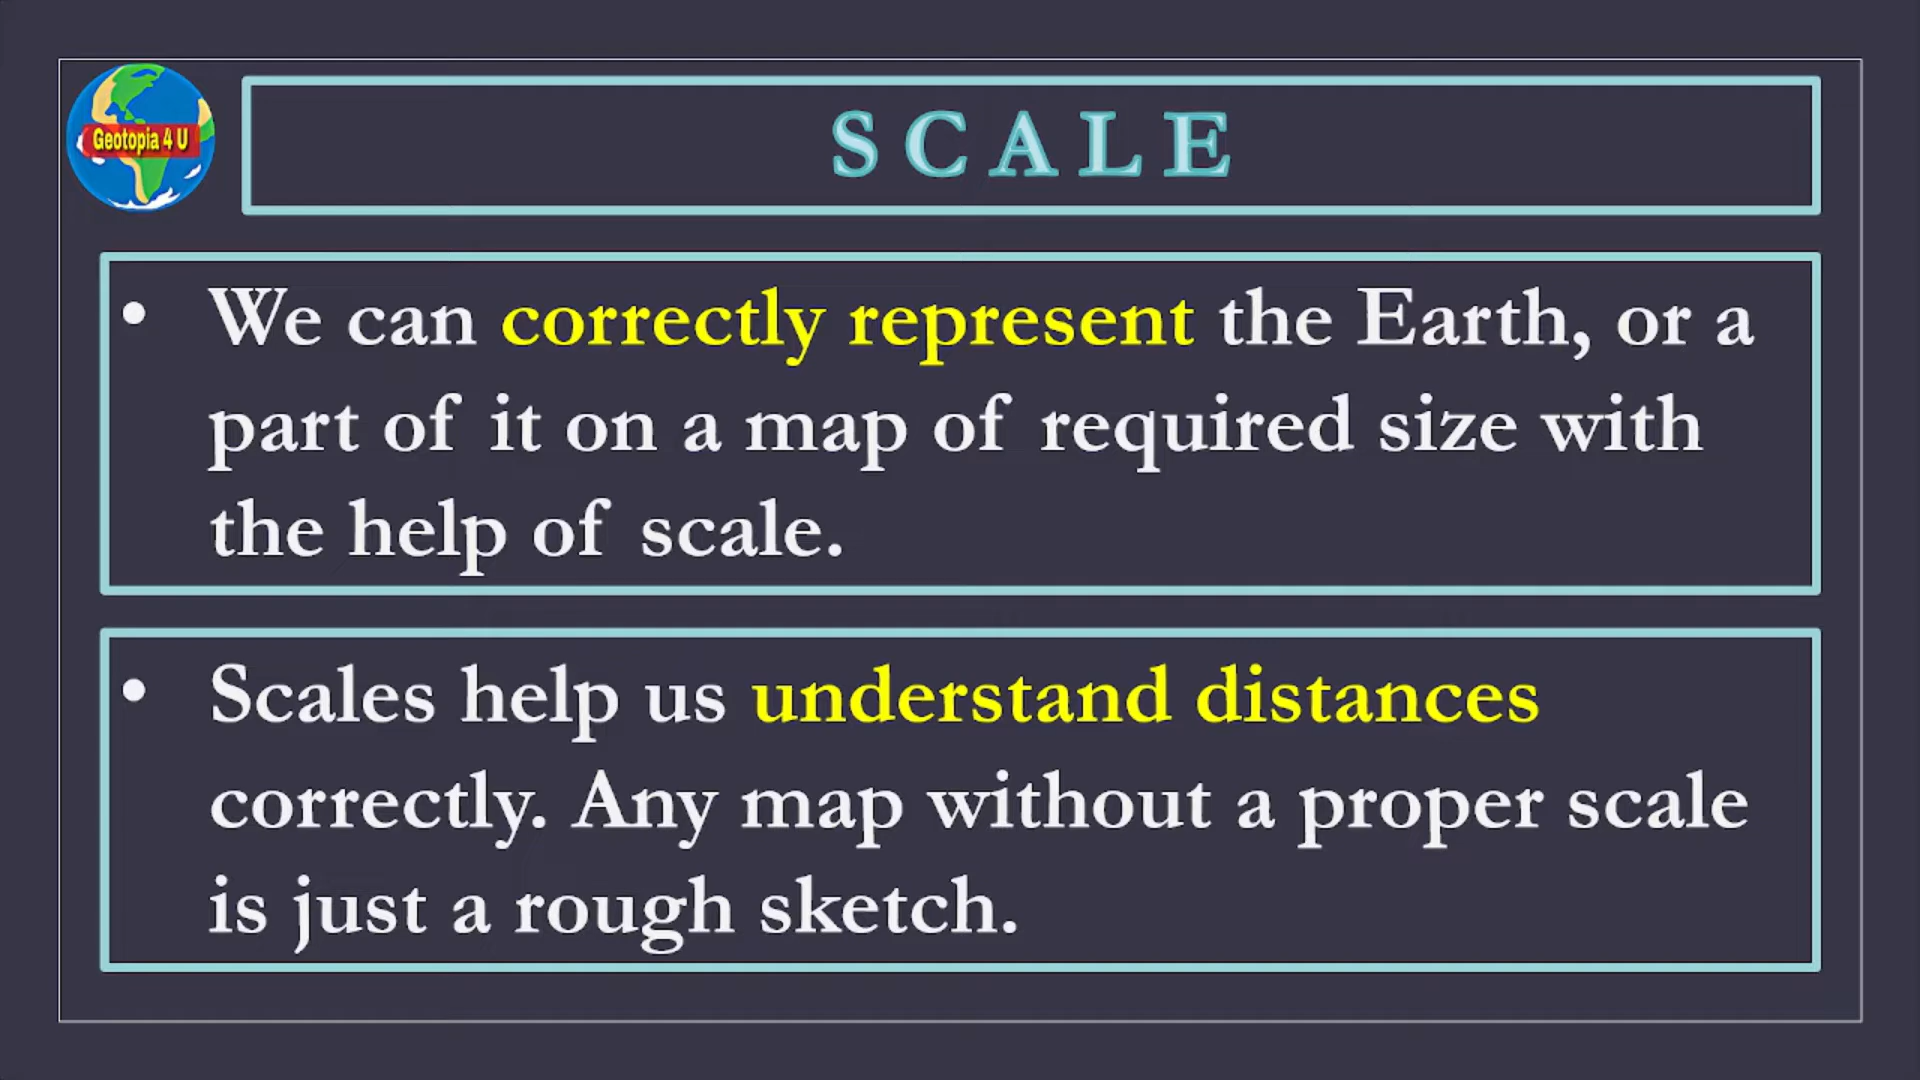 Geotopia 4 U
SCALE
• We can correctly represent the Earth, or a
part of it on a map of required size with
the help of scale.
• Scales help us understand distances
correctly. Any map without a proper scale
is just a rough sketch.